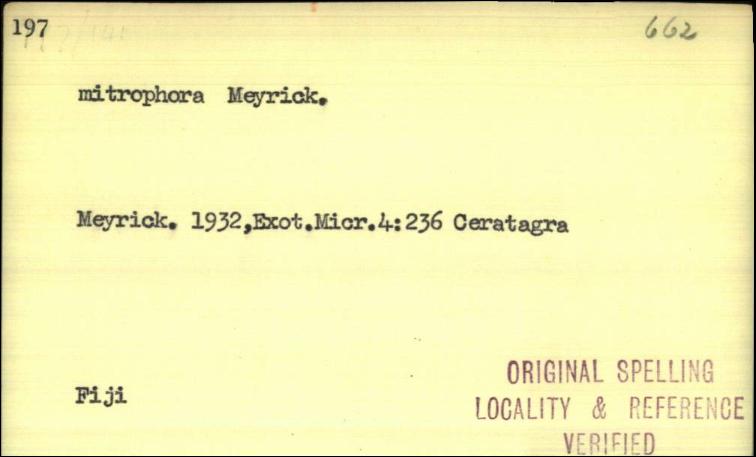 197
662
mitrophora Meyrick.
Meyrick. 1932,Exot.Micr.4:236 Ceratagra
Fiji
ORIGINAL SPELLING
LOCALITY & REFERENCE
VERIFIED